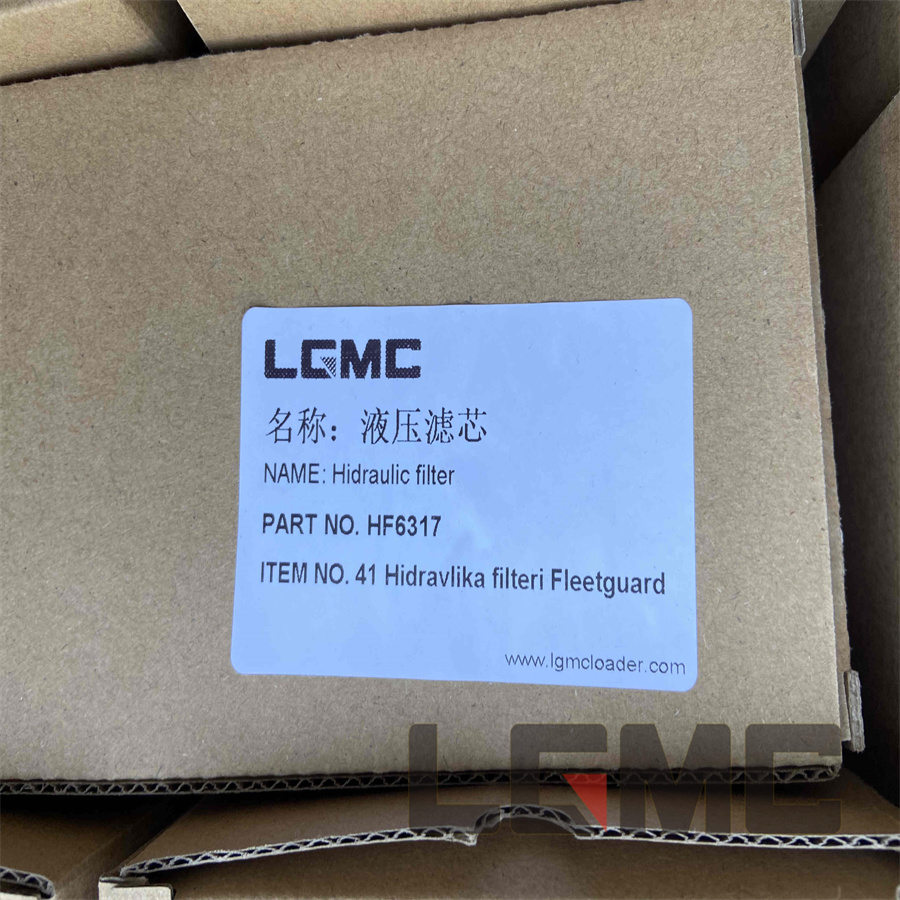 LGMC
名称：液压滤芯
NAME: Hidraulic filter
PART NO. HF6317
ITEM NO. 41 Hidravlika filteri Fleetguard
www.lgmcloader.com
LGMC